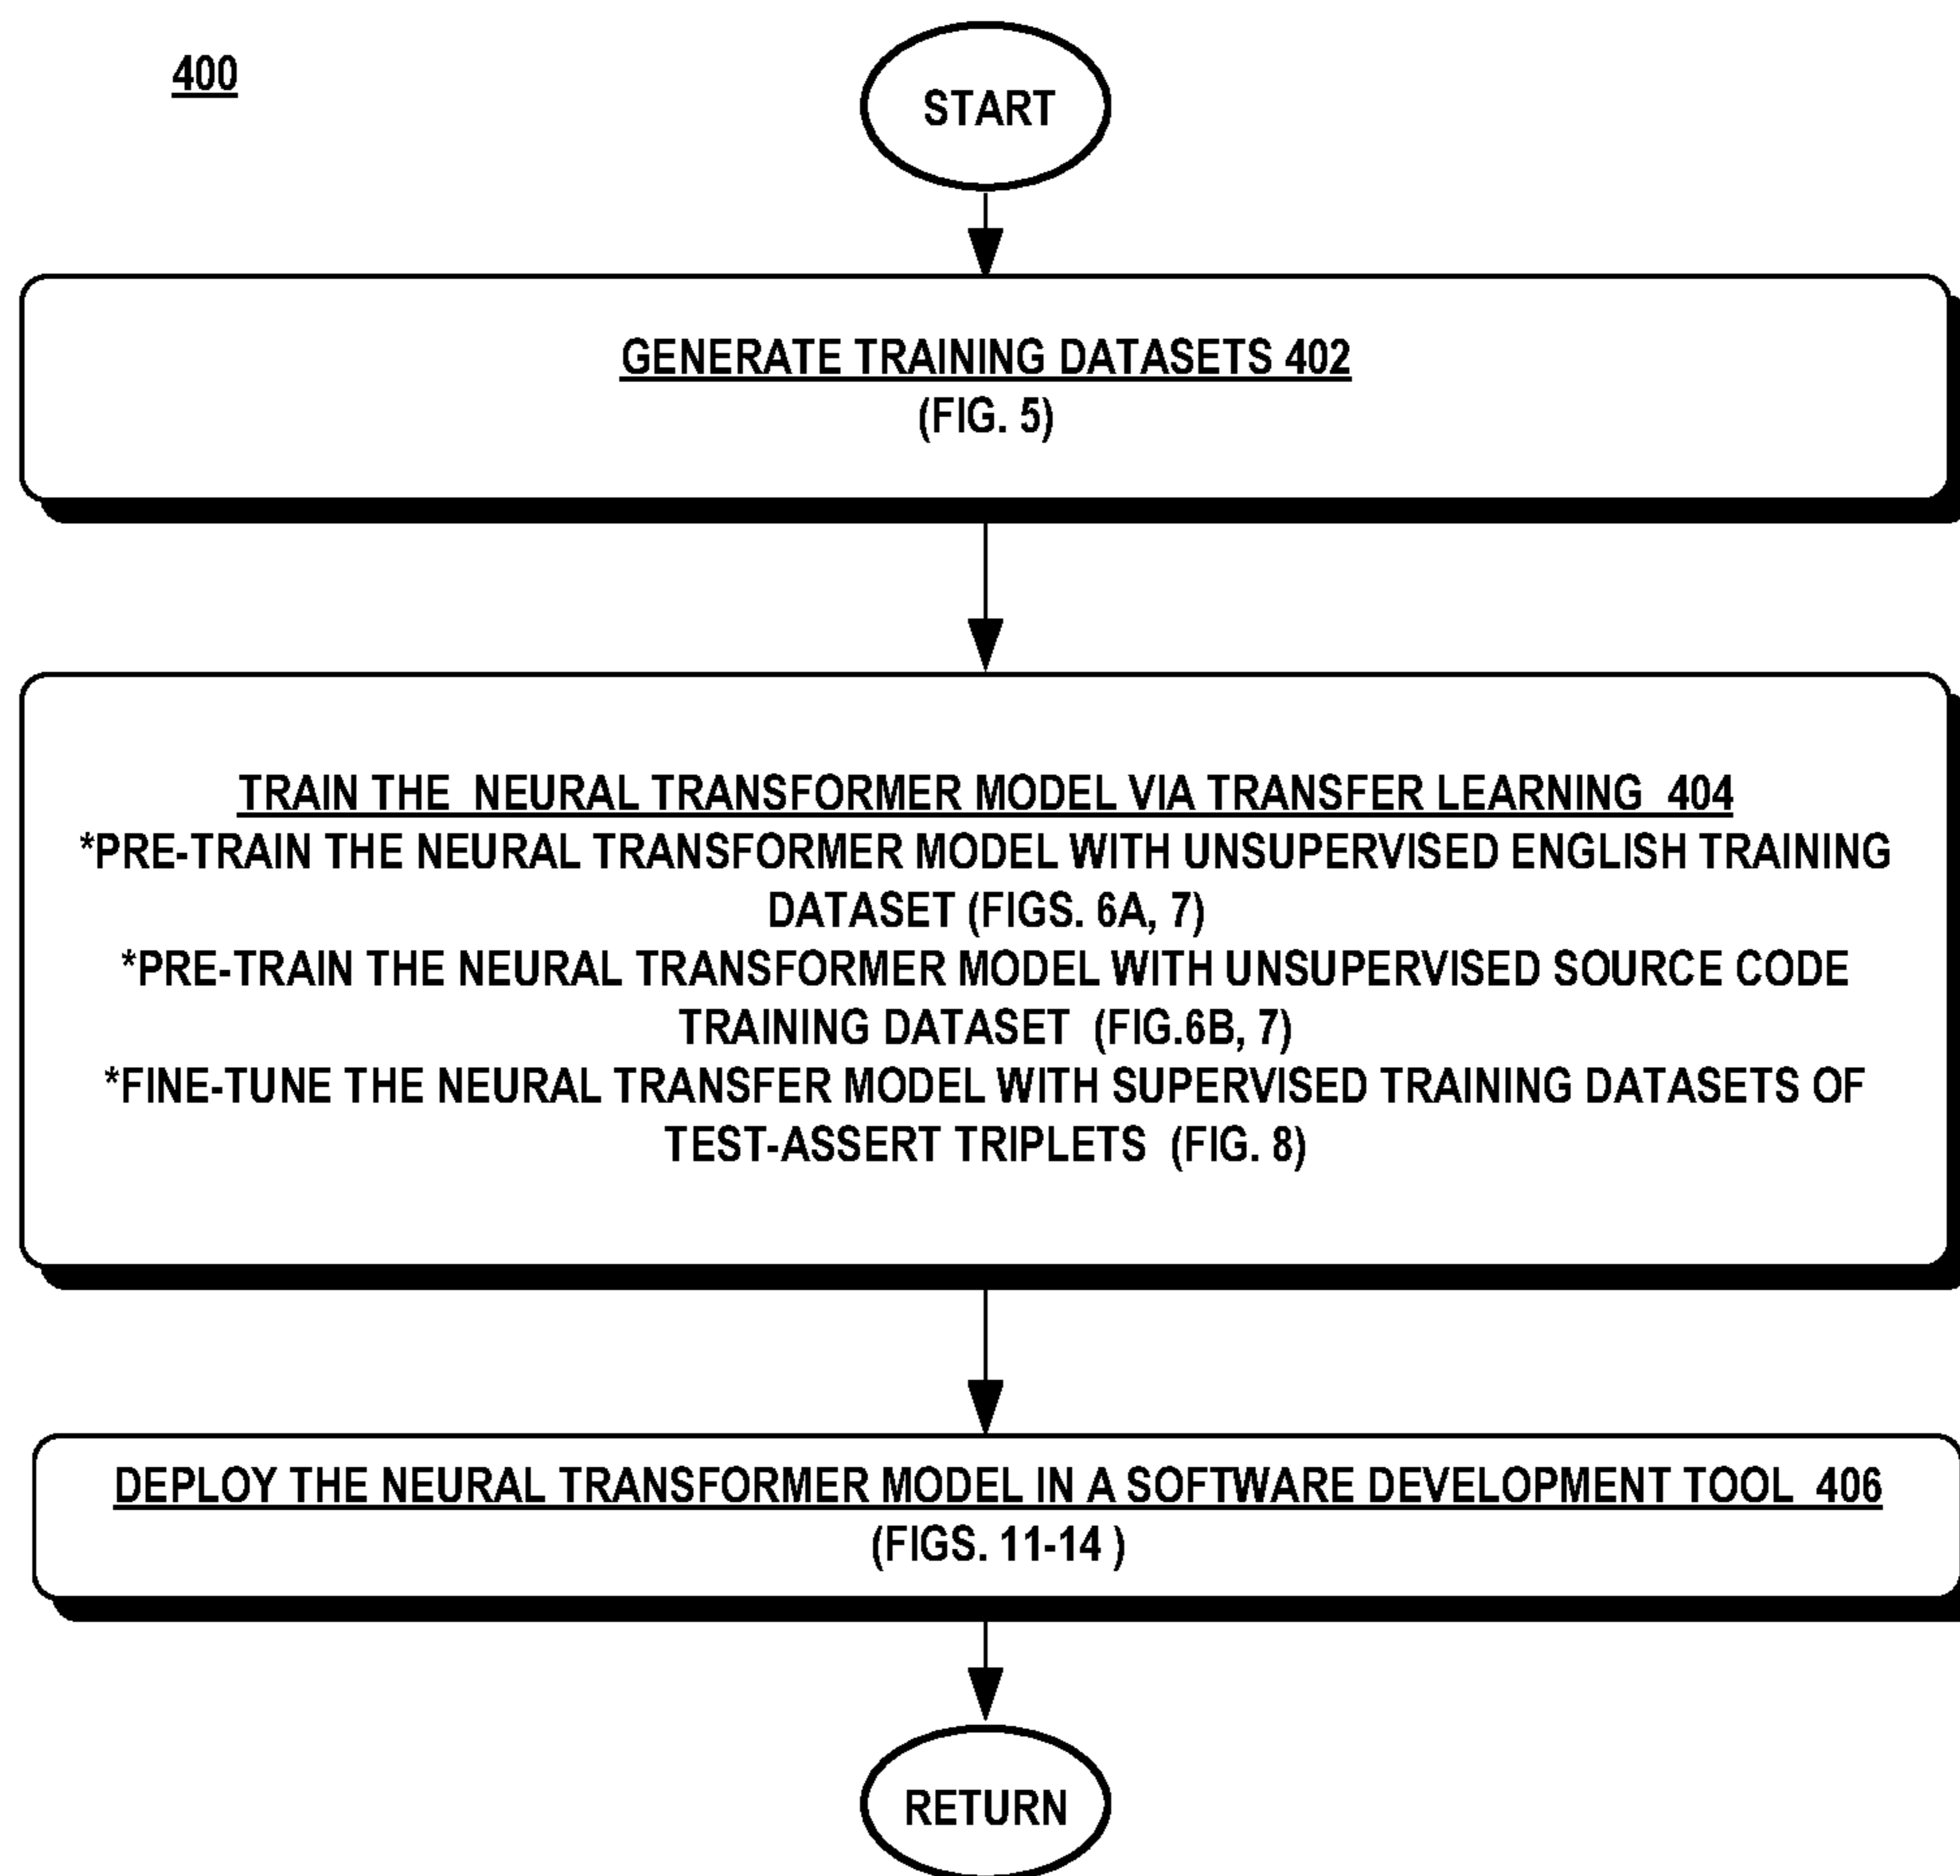 400
START
GENERATE TRAINING DATASETS 402
(FIG. 5)
TRAIN THE NEURAL TRANSFORMER MODEL VIA TRANSFER LEARNING 404
*PRE-TRAIN THE NEURAL TRANSFORMER MODEL WITH UNSUPERVISED ENGLISH TRAINING
DATASET (FIGS. 6A, 7)
*PRE-TRAIN THE NEURAL TRANSFORMER MODEL WITH UNSUPERVISED SOURCE CODE
TRAINING DATASET (FIG.6B, 7)
*FINE-TUNE THE NEURAL TRANSFER MODEL WITH SUPERVISED TRAINING DATASETS OF
TEST-ASSERT TRIPLETS (FIG. 8)
DEPLOY THE NEURAL TRANSFORMER MODEL IN A SOFTWARE DEVELOPMENT TOOL 406
(FIGS. 11-14 )
RETURN